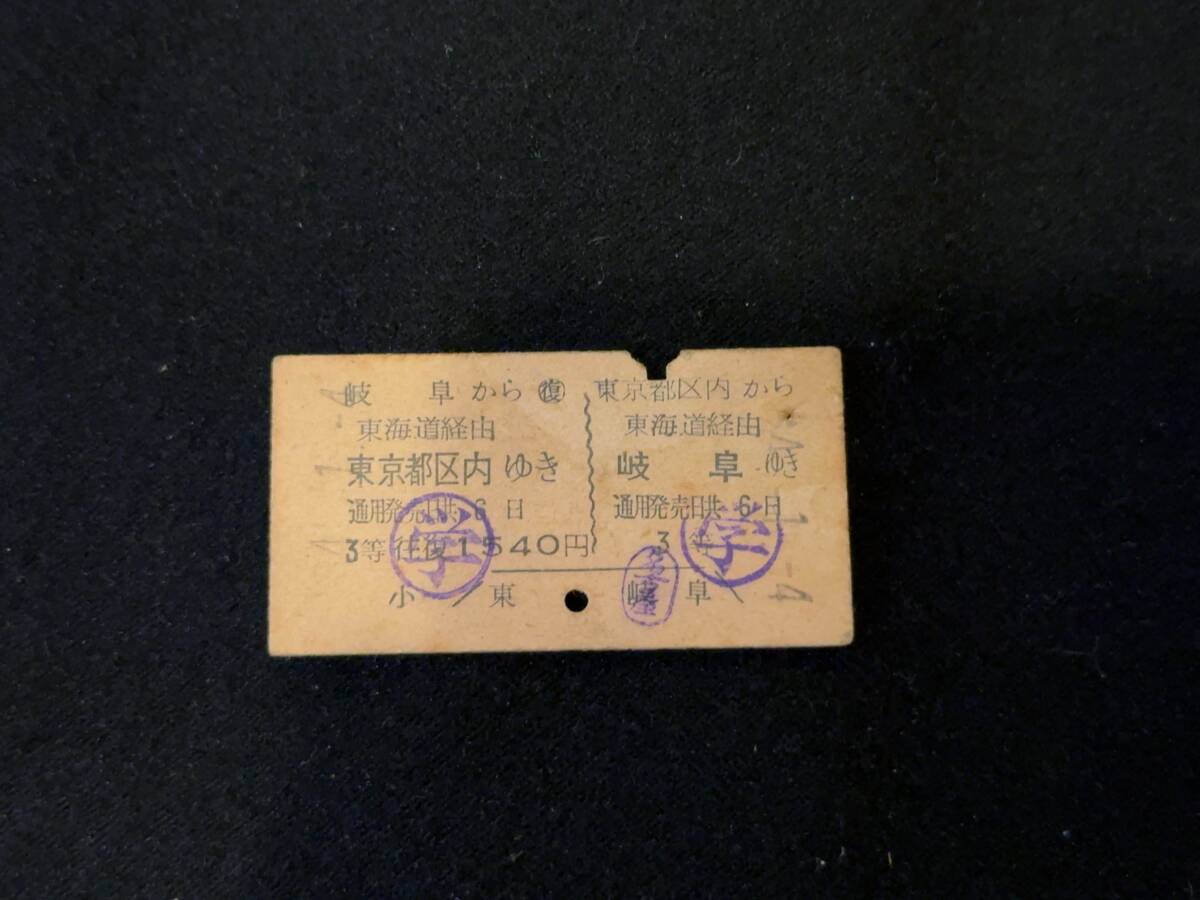 岐阜から
東海道経由
東京都区内ゆき
通用発売日共 6日
3等 往復1540円
学
小 東
㊝東京都区内から
東海道経由
岐阜ゆき
通用発売日共 6日
3等
学
岐阜